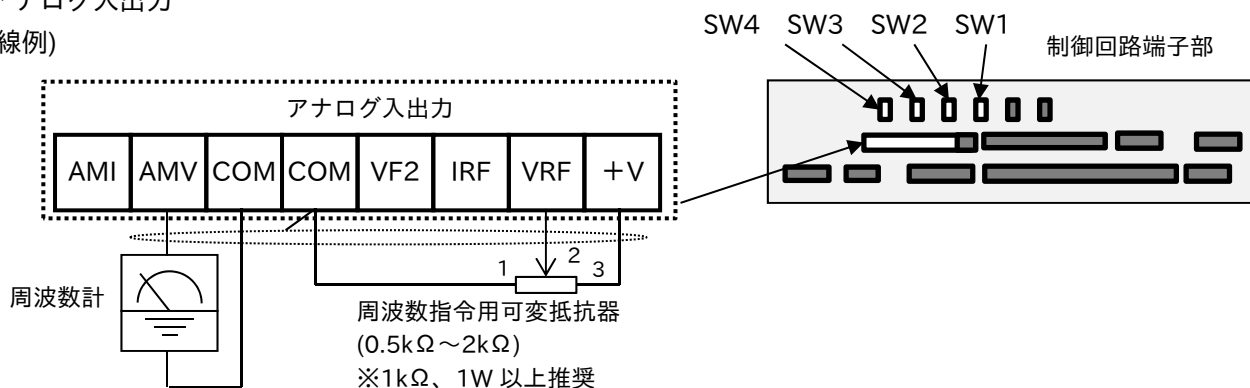 アナログ入出力
線例)
SW4 SW3 SW2 SW1
制御回路端子部
アナログ入出力
AMI AMV COM COM VF2 IRF VRF +V
1 2 3
周波数計
周波数指令用可変抵抗器
(0.5kΩ~2kΩ)
※1kΩ、1W 以上推奨